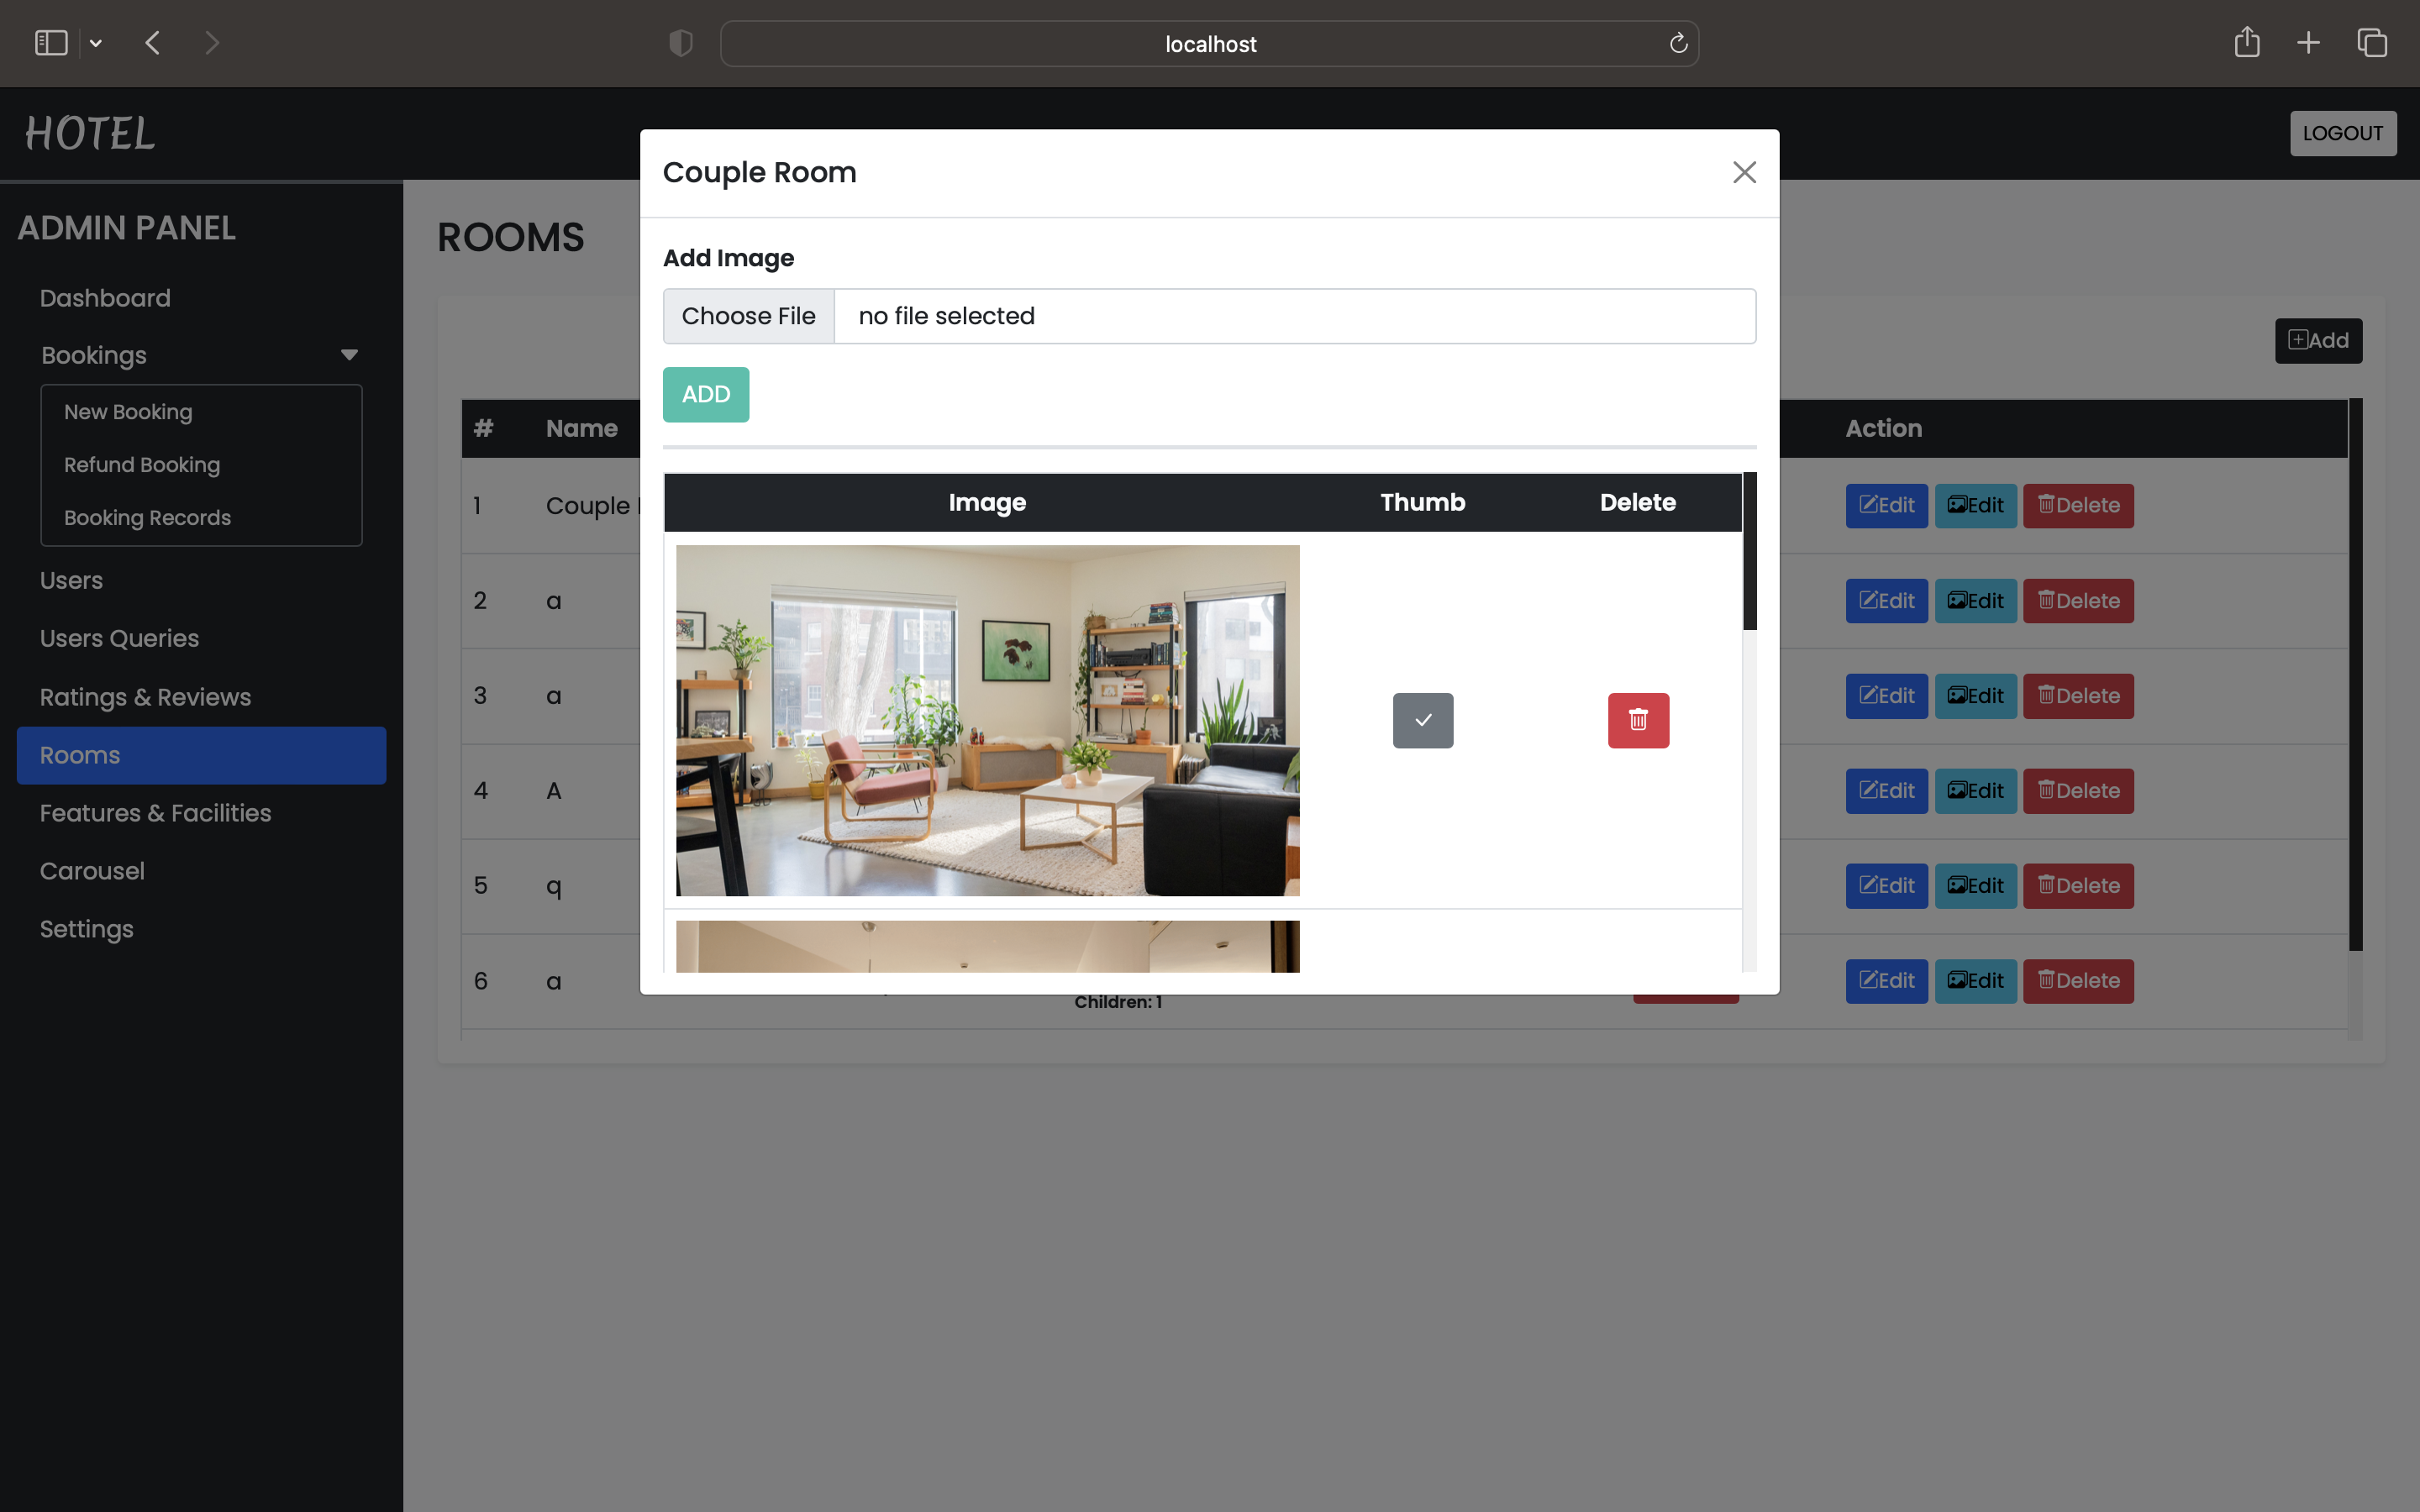 localhost
HOTEL
LOGOUT
ADMIN PANEL
Dashboard
Bookings
New Booking
Refund Booking
Booking Records
Users
Users Queries
Ratings & Reviews
Rooms
Features & Facilities
Carousel
Settings
ROOMS
Add
# Name Action
1 Couple Edit Edit Delete
2 a Edit Edit Delete
3 a Edit Edit Delete
4 A Edit Edit Delete
5 q Edit Edit Delete
6 a Edit Edit Delete
Children: 1
Couple Room
Add Image
Choose File no file selected
ADD
Image Thumb Delete